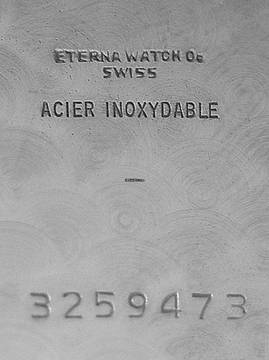 ETERNA WATCH Co
SWISS
ACIER INOXYDABLE
3259473